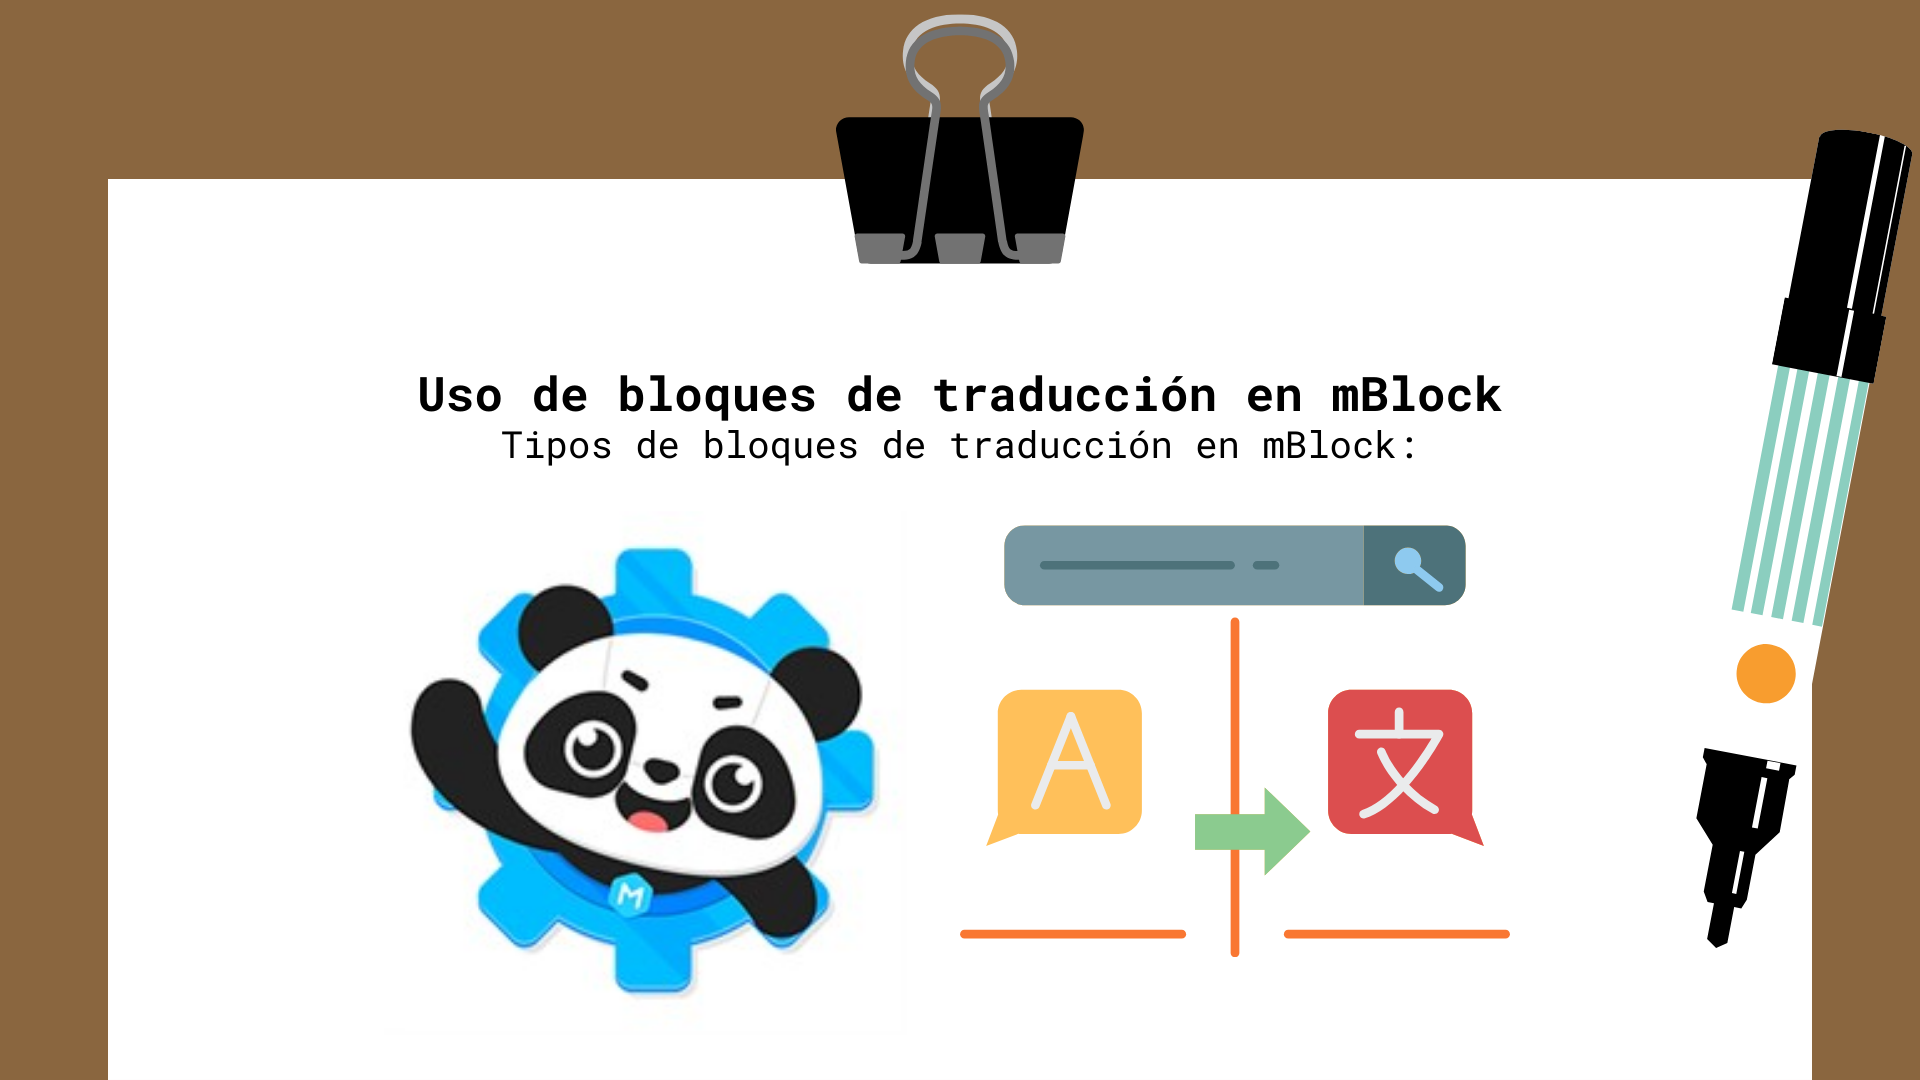 Uso de bloques de traducción en mBlock
Tipos de bloques de traducción en mBlock:
A
文
M